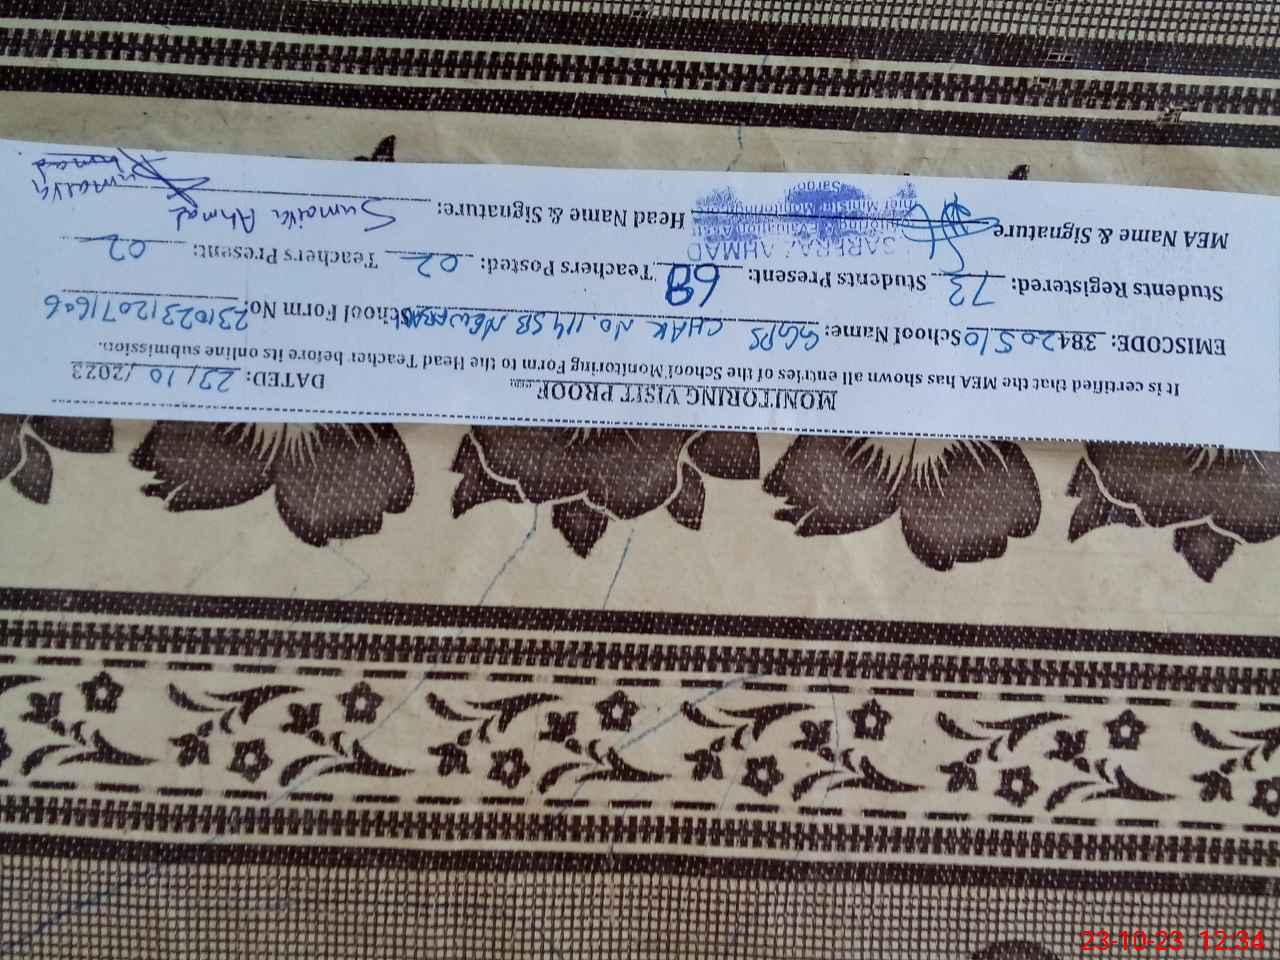 MONITORING VISIT PROOF
DATED: 23/10/2023
It is certified that the MEA has shown all entries of the School Monitoring Form to the Head Teacher before its online submission.
EMISCODE: 38420510 School Name: GGPS CHAK NO. 114 SB NEW School Form No: 2310231207
Students Registered: 73 Students Present: 68 Teachers Posted: 02 Teachers Present: 02
MEA Name & Signature Head Name & Signature: Sumaira Ahmad
SARFRAZ AHMAD
23-10-23 12:34